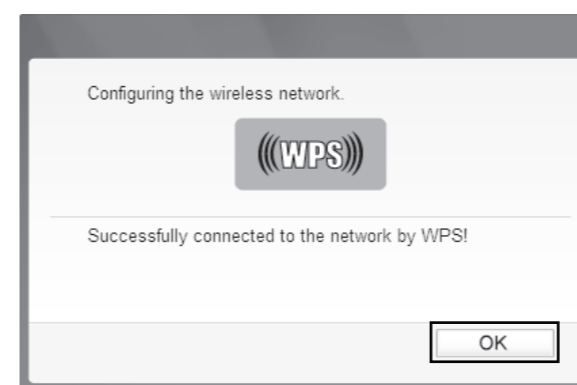 Configuring the wireless network.
WPS
Successfully connected to the network by WPS!
OK